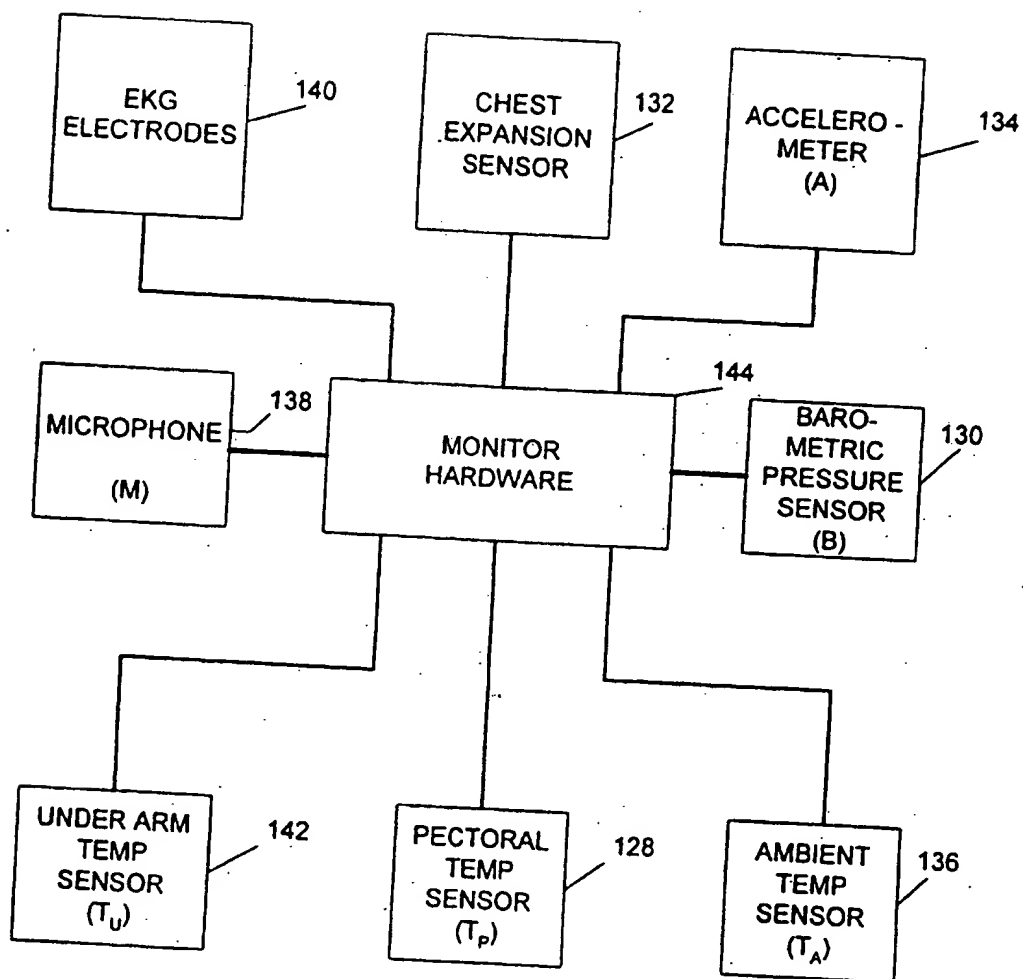 EKG
ELECTRODES
140
CHEST
EXPANSION
SENSOR
132
ACCELERO -
METER
(A)
134
MICROPHONE
(M)
138
MONITOR
HARDWARE
144
BARO-
METRIC
PRESSURE
SENSOR
(B)
130
UNDER ARM
TEMP
SENSOR
(T_U)
142
PECTORAL
TEMP
SENSOR
(T_P)
128
AMBIENT
TEMP
SENSOR
(T_A)
136